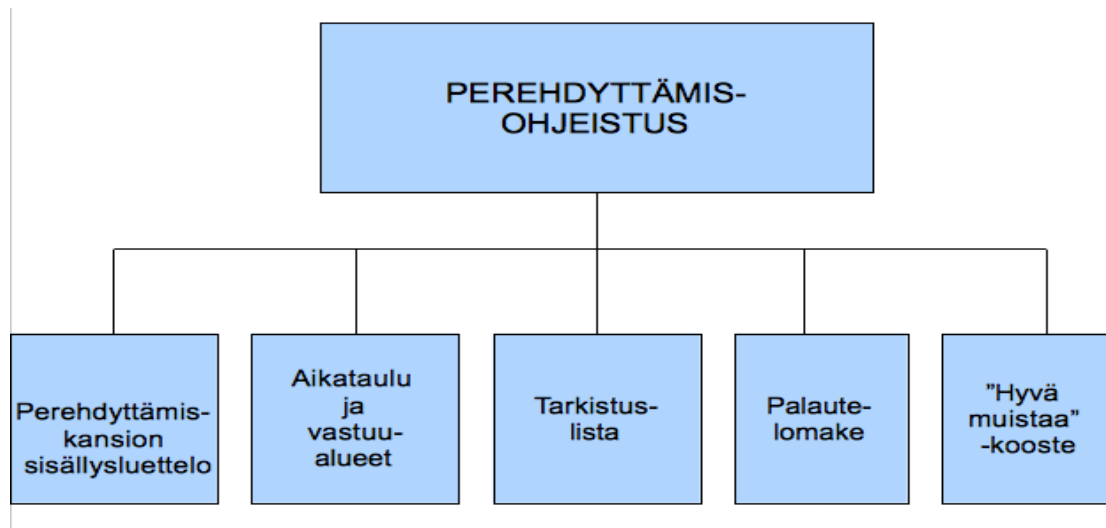 PEREHDYTTÄMIS-
OHJEISTUS
Perehdyttämis-
kansion
sisällysluettelo
Aikataulu
ja
vastuu-
alueet
Tarkistus-
lista
Palaute-
lomake
”Hyvä
muistaa”
-kooste